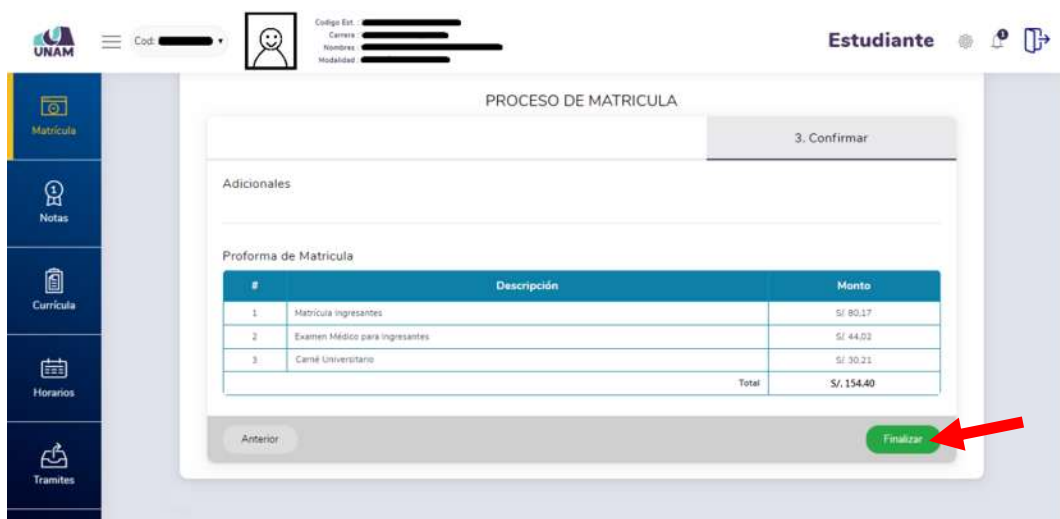 UNAM
Cod:
Codigo Est. :
Carrera :
Nombres :
Modalidad :
Estudiante
Matrícula
Notas
Currícula
Horarios
Tramites
PROCESO DE MATRICULA
3. Confirmar
Adicionales
Proforma de Matricula
# Descripción Monto
1 Matrícula Ingresantes S/. 80,17
2 Examen Médico para Ingresantes S/. 44,02
3 Carné Universitario S/. 30.21
Total S/. 154.40
Anterior
Finalizar